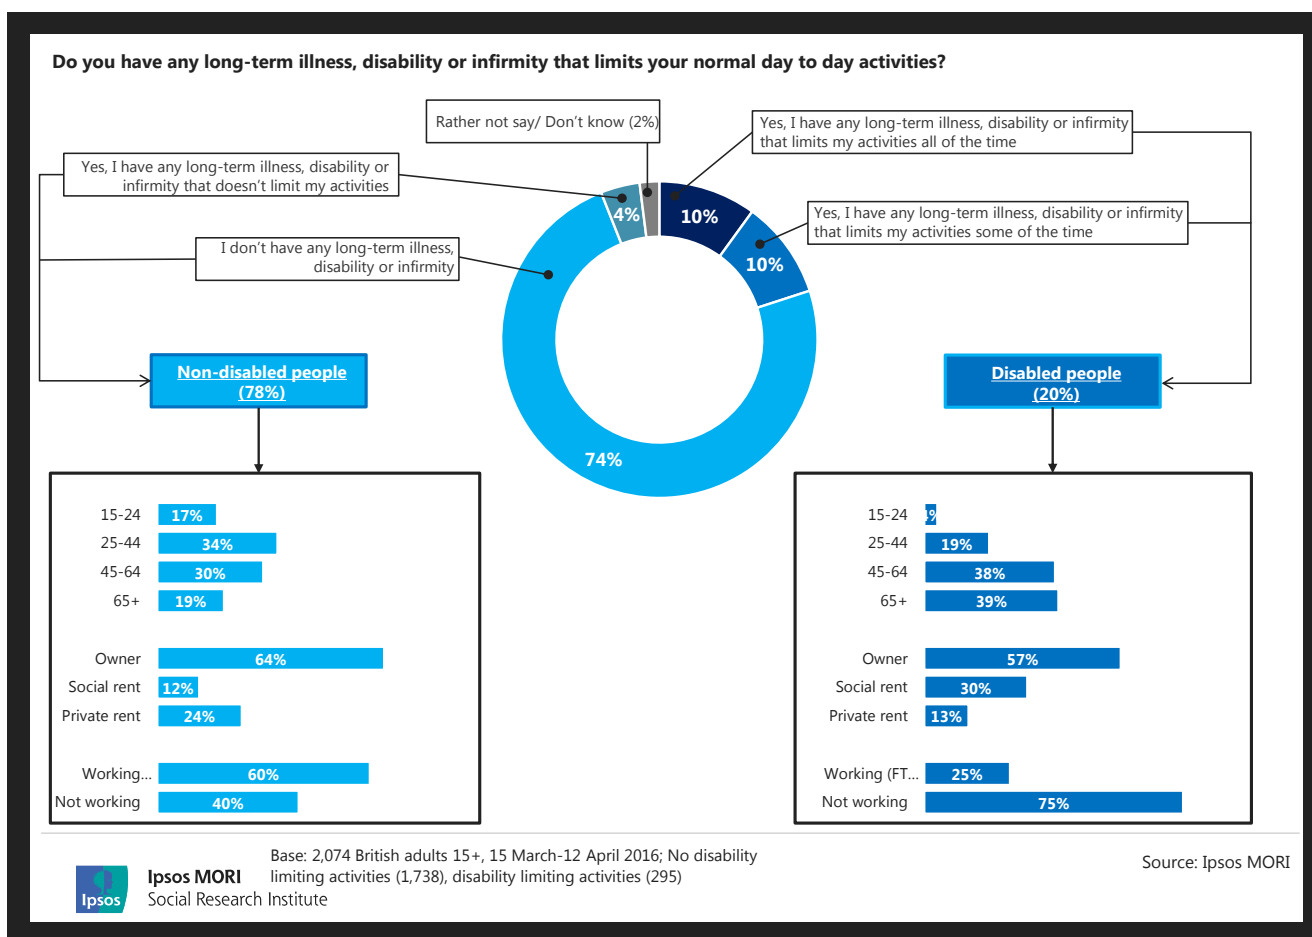 Do you have any long-term illness, disability or infirmity that limits your normal day to day activities?
Rather not say/ Don’t know (2%)
Yes, I have any long-term illness, disability or infirmity
that limits my activities all of the time
Yes, I have any long-term illness, disability or
infirmity that doesn’t limit my activities
Yes, I have any long-term illness, disability or infirmity
that limits my activities some of the time
I don’t have any long-term illness,
disability or infirmity
4%
10%
10%
74%
Non-disabled people
(78%)
Disabled people
(20%)
15-24 17%
25-44 34%
45-64 30%
65+ 19%
Owner 64%
Social rent 12%
Private rent 24%
Working... 60%
Not working 40%
15-24 4%
25-44 19%
45-64 38%
65+ 39%
Owner 57%
Social rent 30%
Private rent 13%
Working (FT... 25%
Not working 75%
Base: 2,074 British adults 15+, 15 March-12 April 2016; No disability
limiting activities (1,738), disability limiting activities (295)
Source: Ipsos MORI
Ipsos
Ipsos MORI
Social Research Institute